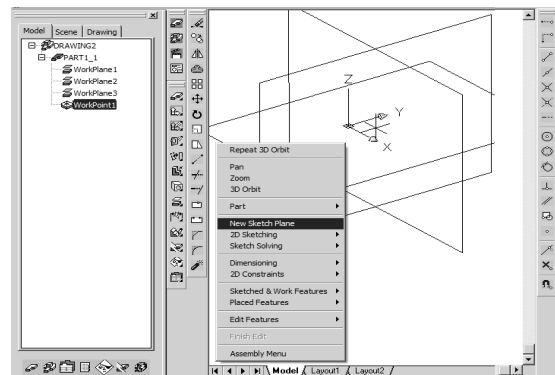 Model Scene Drawing
DRAWING2
PART1_1
WorkPlane1
WorkPlane2
WorkPlane3
WorkPoint1
Z
Y
X
Repeat 3D Orbit
Pan
Zoom
3D Orbit
Part
New Sketch Plane
2D Sketching
Sketch Solving
Dimensioning
2D Constraints
Sketched & Work Features
Placed Features
Edit Features
Finish Edit
Assembly Menu
Model Layout1 Layout2